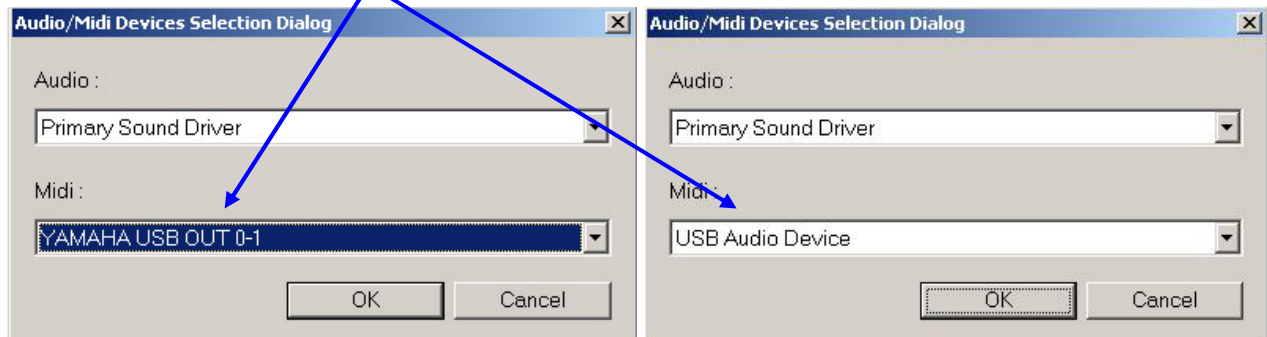 Audio/Midi Devices Selection Dialog
Audio :
Primary Sound Driver
Midi :
YAMAHA USB OUT 0-1
OK Cancel
Audio/Midi Devices Selection Dialog
Audio :
Primary Sound Driver
Midi :
USB Audio Device
OK Cancel